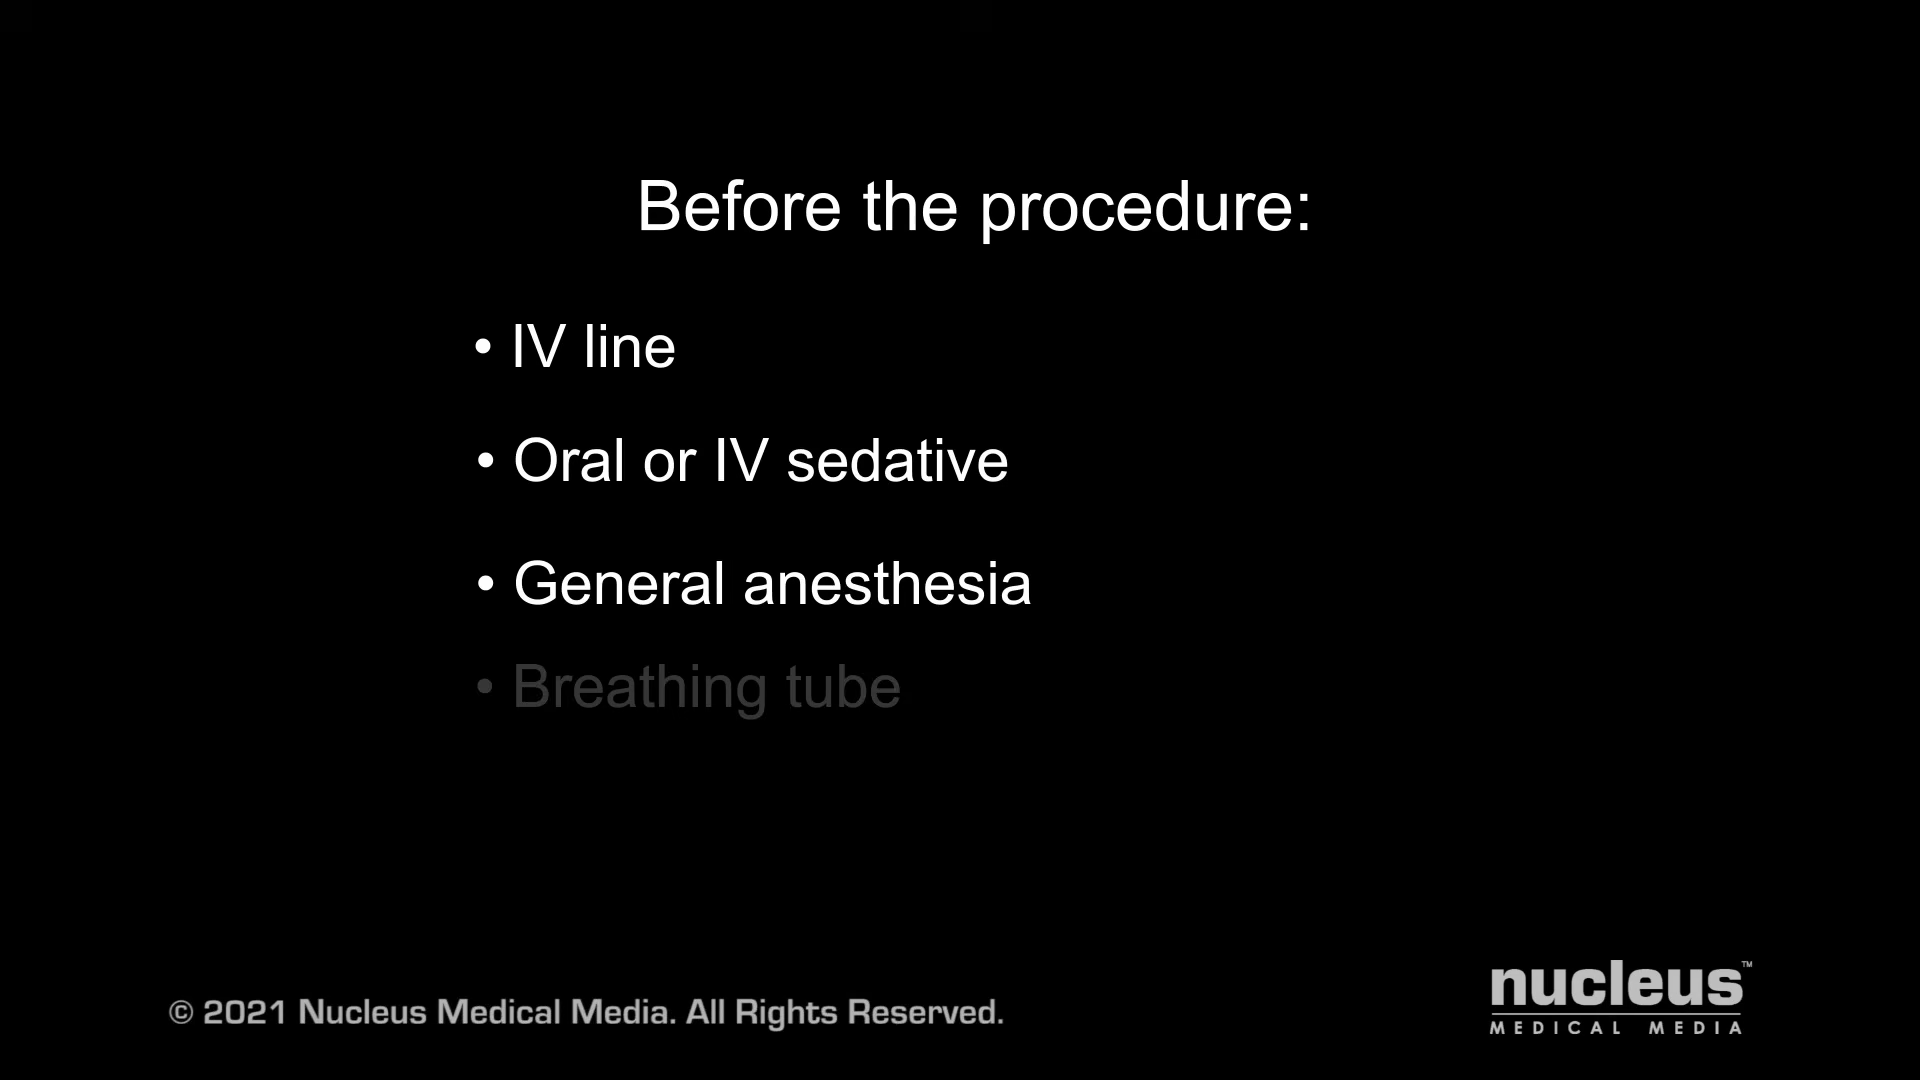 Before the procedure:
• IV line
• Oral or IV sedative
• General anesthesia
• Breathing tube
© 2021 Nucleus Medical Media. All Rights Reserved.
nucleus™
MEDICAL MEDIA